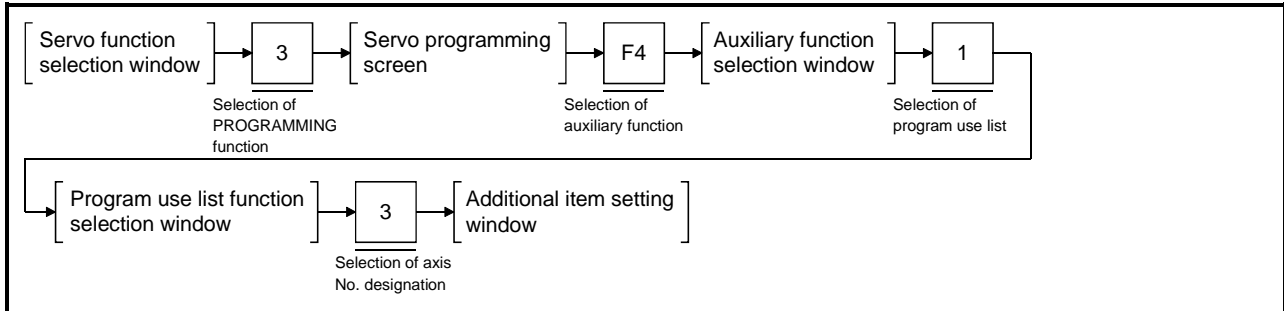 Servo function
selection window
3
Selection of
PROGRAMMING
function
Servo programming
screen
F4
Selection of
auxiliary function
Auxiliary function
selection window
1
Selection of
program use list
Program use list function
selection window
3
Selection of axis
No. designation
Additional item setting
window